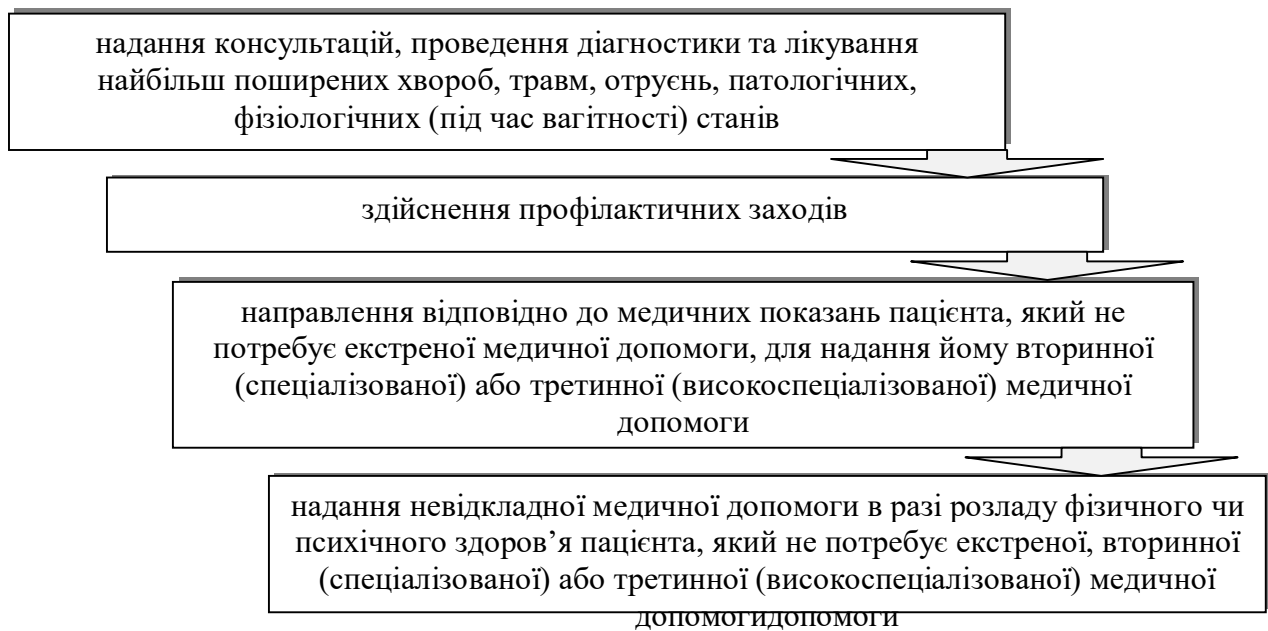 надання консультацій, проведення діагностики та лікування
найбільш поширених хвороб, травм, отруєнь, патологічних,
фізіологічних (під час вагітності) станів
здійснення профілактичних заходів
направлення відповідно до медичних показань пацієнта, який не
потребує екстреної медичної допомоги, для надання йому вторинної
(спеціалізованої) або третинної (високоспеціалізованої) медичної
допомоги
надання невідкладної медичної допомоги в разі розладу фізичного чи
психічного здоров’я пацієнта, який не потребує екстреної, вторинної
(спеціалізованої) або третинної (високоспеціалізованої) медичної
допомогидопомоги